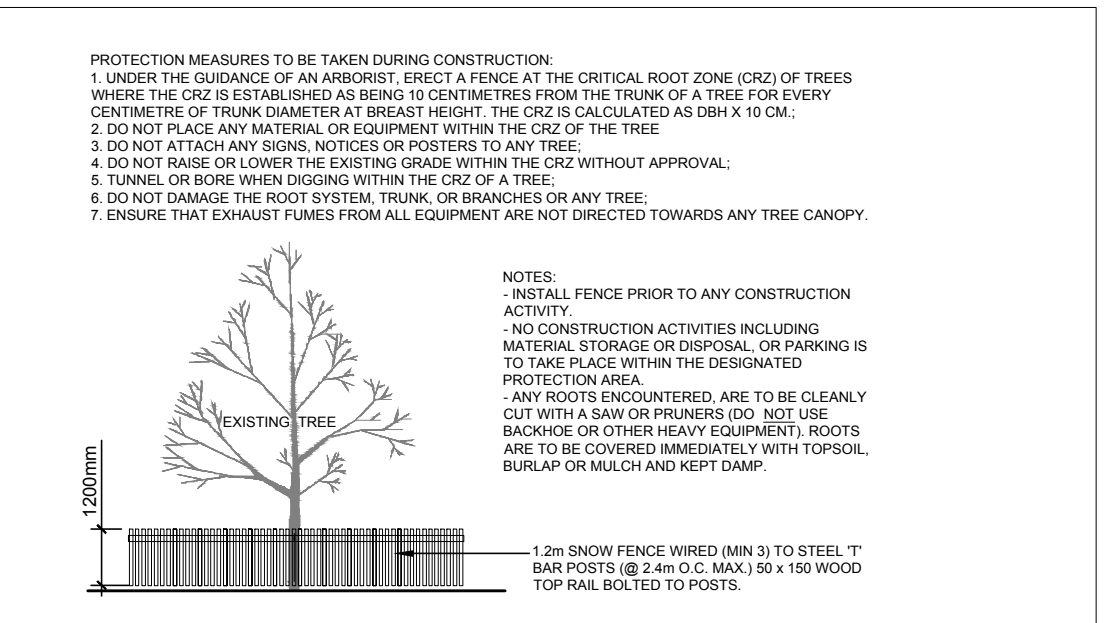 PROTECTION MEASURES TO BE TAKEN DURING CONSTRUCTION:
1. UNDER THE GUIDANCE OF AN ARBORIST, ERECT A FENCE AT THE CRITICAL ROOT ZONE (CRZ) OF TREES
WHERE THE CRZ IS ESTABLISHED AS BEING 10 CENTIMETRES FROM THE TRUNK OF A TREE FOR EVERY
CENTIMETRE OF TRUNK DIAMETER AT BREAST HEIGHT. THE CRZ IS CALCULATED AS DBH X 10 CM.;
2. DO NOT PLACE ANY MATERIAL OR EQUIPMENT WITHIN THE CRZ OF THE TREE
3. DO NOT ATTACH ANY SIGNS, NOTICES OR POSTERS TO ANY TREE;
4. DO NOT RAISE OR LOWER THE EXISTING GRADE WITHIN THE CRZ WITHOUT APPROVAL;
5. TUNNEL OR BORE WHEN DIGGING WITHIN THE CRZ OF A TREE;
6. DO NOT DAMAGE THE ROOT SYSTEM, TRUNK, OR BRANCHES OR ANY TREE;
7. ENSURE THAT EXHAUST FUMES FROM ALL EQUIPMENT ARE NOT DIRECTED TOWARDS ANY TREE CANOPY.
NOTES:
- INSTALL FENCE PRIOR TO ANY CONSTRUCTION
ACTIVITY.
- NO CONSTRUCTION ACTIVITIES INCLUDING
MATERIAL STORAGE OR DISPOSAL, OR PARKING IS
TO TAKE PLACE WITHIN THE DESIGNATED
PROTECTION AREA.
- ANY ROOTS ENCOUNTERED, ARE TO BE CLEANLY
CUT WITH A SAW OR PRUNERS (DO NOT USE
BACKHOE OR OTHER HEAVY EQUIPMENT). ROOTS
ARE TO BE COVERED IMMEDIATELY WITH TOPSOIL,
BURLAP OR MULCH AND KEPT DAMP.
EXISTING TREE
1200mm
1.2m SNOW FENCE WIRED (MIN 3) TO STEEL 'T'
BAR POSTS (@ 2.4m O.C. MAX.) 50 x 150 WOOD
TOP RAIL BOLTED TO POSTS.